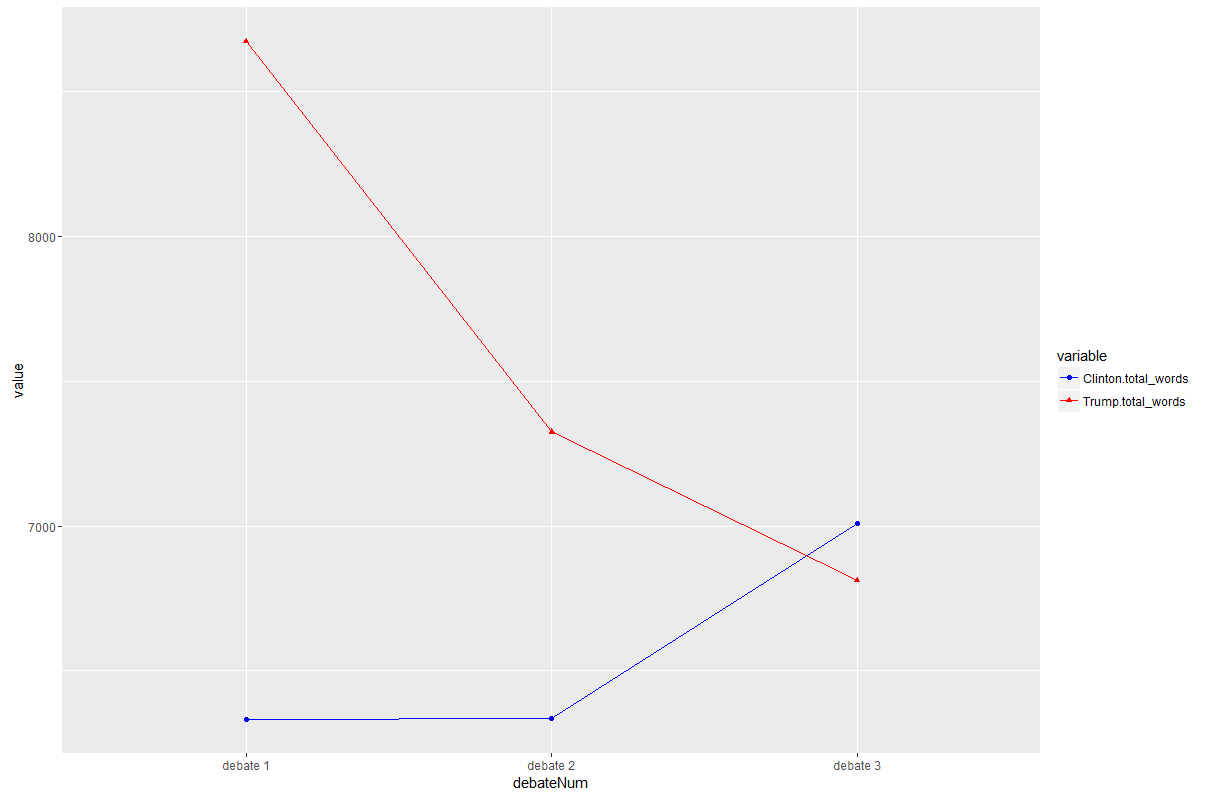 8000
7000
value
debate 1
debate 2
debate 3
debateNum
variable
Clinton.total_words
Trump.total_words